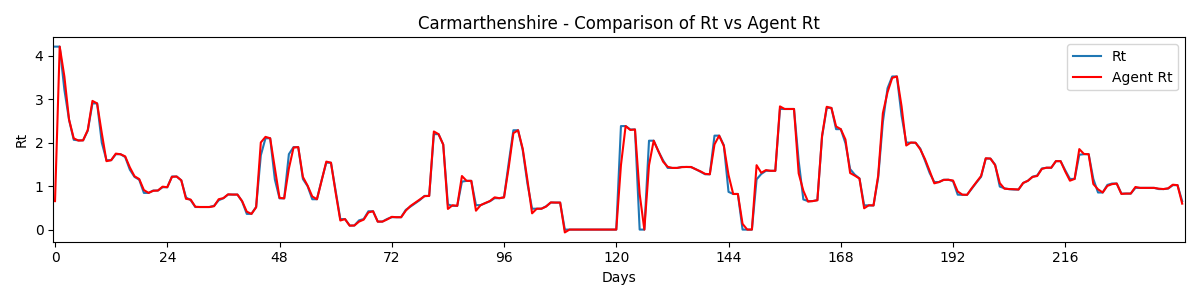 Carmarthenshire - Comparison of Rt vs Agent Rt
Rt
Agent Rt
Rt
4
3
2
1
0
0 24 48 72 96 120 144 168 192 216
Days